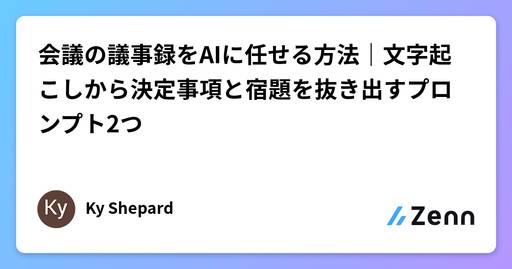 会議の議事録をAIに任せる方法｜文字起
こしから決定事項と宿題を抜き出すプロ
ンプト2つ
Ky
Ky Shepard
Zenn